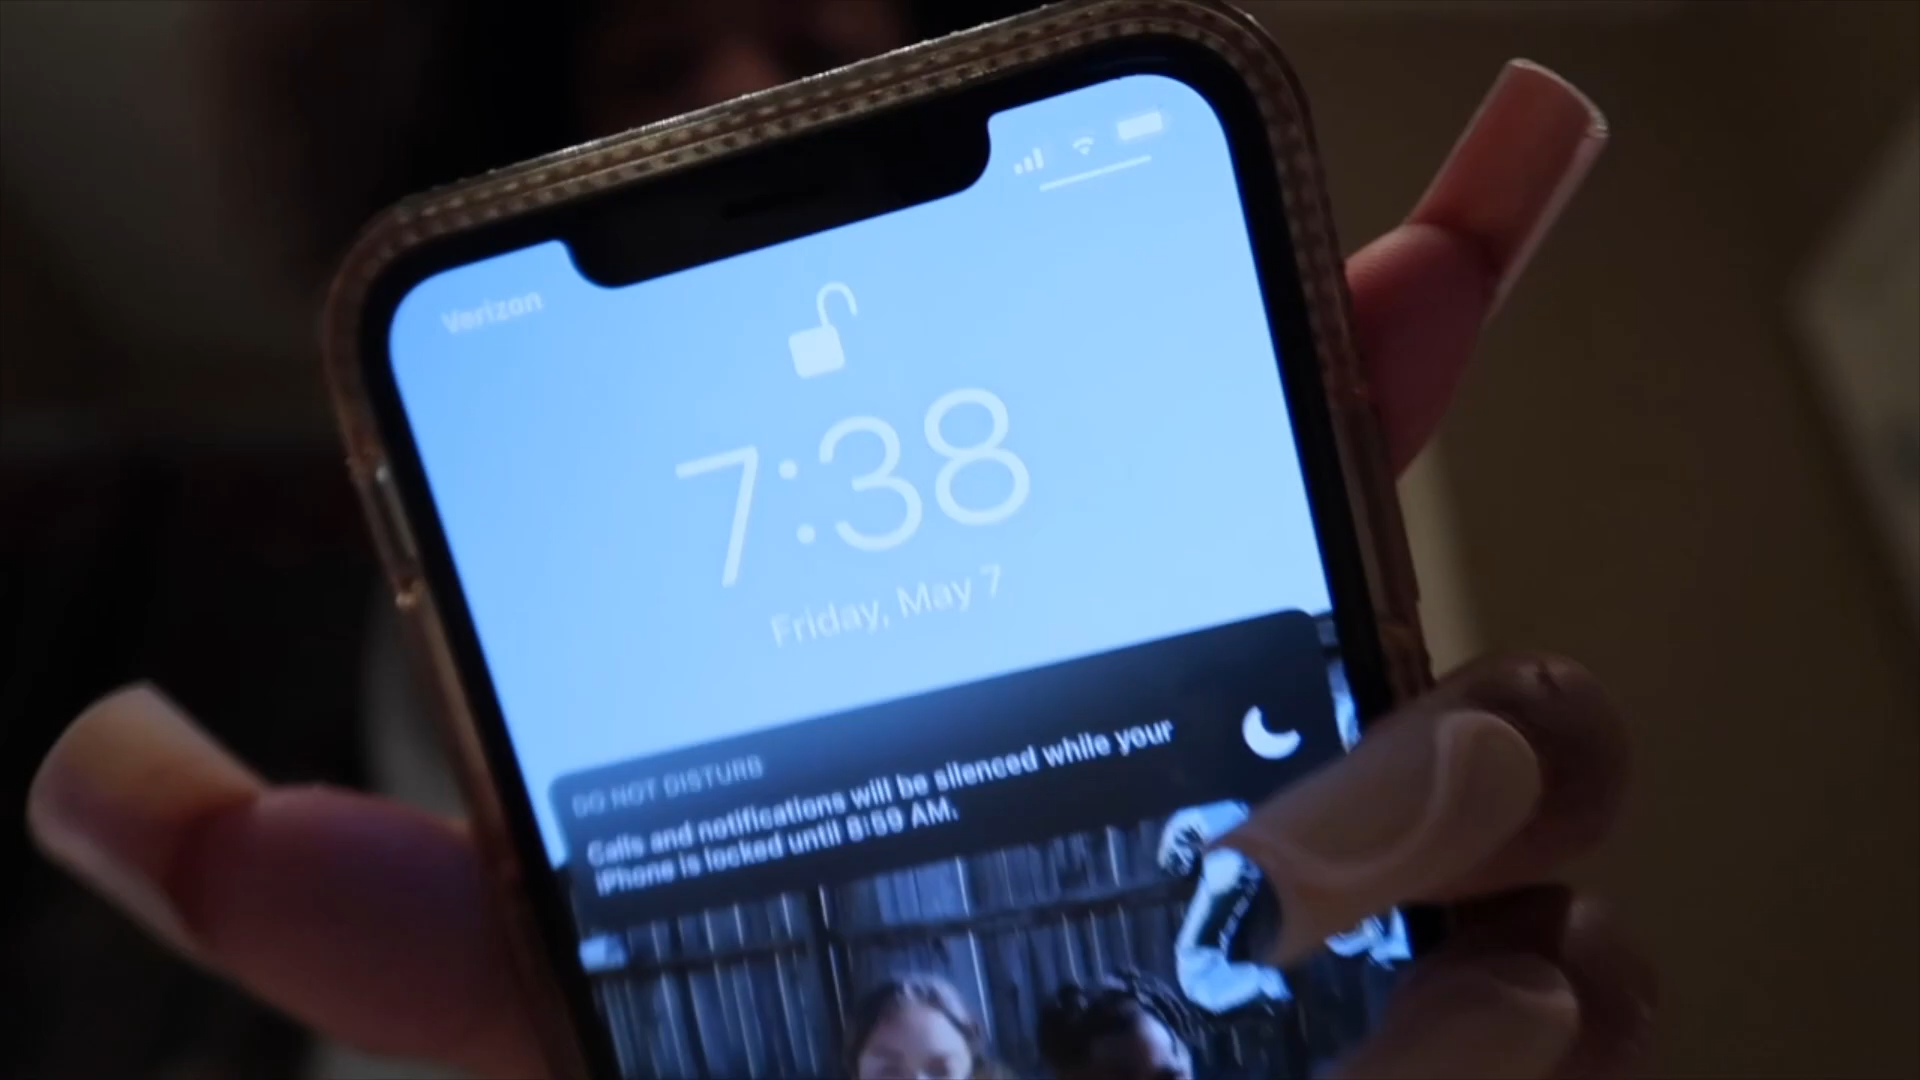 Verizon
7:38
Friday, May 7
DO NOT DISTURB
Calls and notifications will be silenced while your
iPhone is locked until 8:59 AM.